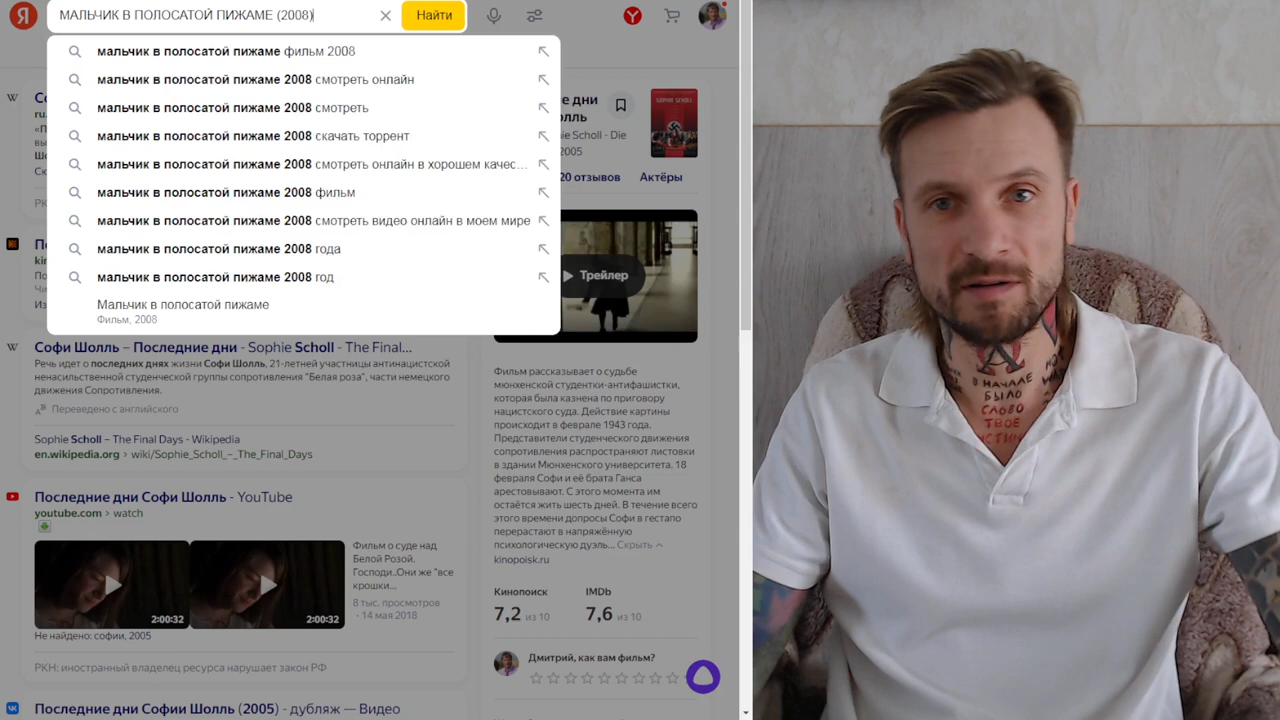 Я
МАЛЬЧИК В ПОЛОСАТОЙ ПИЖАМЕ (2008)
Найти
мальчик в полосатой пижаме фильм 2008
мальчик в полосатой пижаме 2008 смотреть онлайн
мальчик в полосатой пижаме 2008 смотреть
мальчик в полосатой пижаме 2008 скачать торрент
мальчик в полосатой пижаме 2008 смотреть онлайн в хорошем качес...
мальчик в полосатой пижаме 2008 фильм
мальчик в полосатой пижаме 2008 смотреть видео онлайн в моем мире
мальчик в полосатой пижаме 2008 года
мальчик в полосатой пижаме 2008 год
Мальчик в полосатой пижаме
Фильм, 2008
W
Софи Шолль – Последние дни - Sophie Scholl - The Final...
Речь идет о последних днях жизни Софи Шолль, 21-летней участницы антинацистской
ненасильственной студенческой группы сопротивления "Белая роза", части немецкого
движения Сопротивления.
Переведено с английского
Sophie Scholl – The Final Days - Wikipedia
en.wikipedia.org › wiki/Sophie_Scholl_–_The_Final_Days
Последние дни Софи Шолль - YouTube
youtube.com › watch
2:00:32
2:00:32
Фильм о суде над
Белой Розой.
Господи..Они же "все
крошки...
8 тыс. просмотров
· 14 мая 2018
Не найдено: софии, 2005
РКН: иностранный владелец ресурса нарушает закон РФ
Последние дни Софии Шолль (2005) - дубляж — Видео
дни
Scholl - Die
2005
SOPHIE SCHOLL
20 отзывов
Актёры
Трейлер
Фильм рассказывает о судьбе
мюнхенской студентки-антифашистки,
которая была казнена по приговору
нацистского суда. Действие картины
происходит в феврале 1943 года.
Представители студенческого движения
сопротивления распространяют листовки
в здании Мюнхенского университета. 18
февраля Софи и её брата Ганса
арестовывают. С этого момента им
остаётся жить шесть дней. В течение всего
этого времени допросы Софи в гестапо
перерастают в напряжённую
психологическую дуэль... Скрыть
kinopoisk.ru
Кинопоиск
IMDb
7,2 из 10
7,6 из 10
Дмитрий, как вам фильм?
В НАЧАЛЕ
БЫЛО
СЛОВО
ТВОЕ